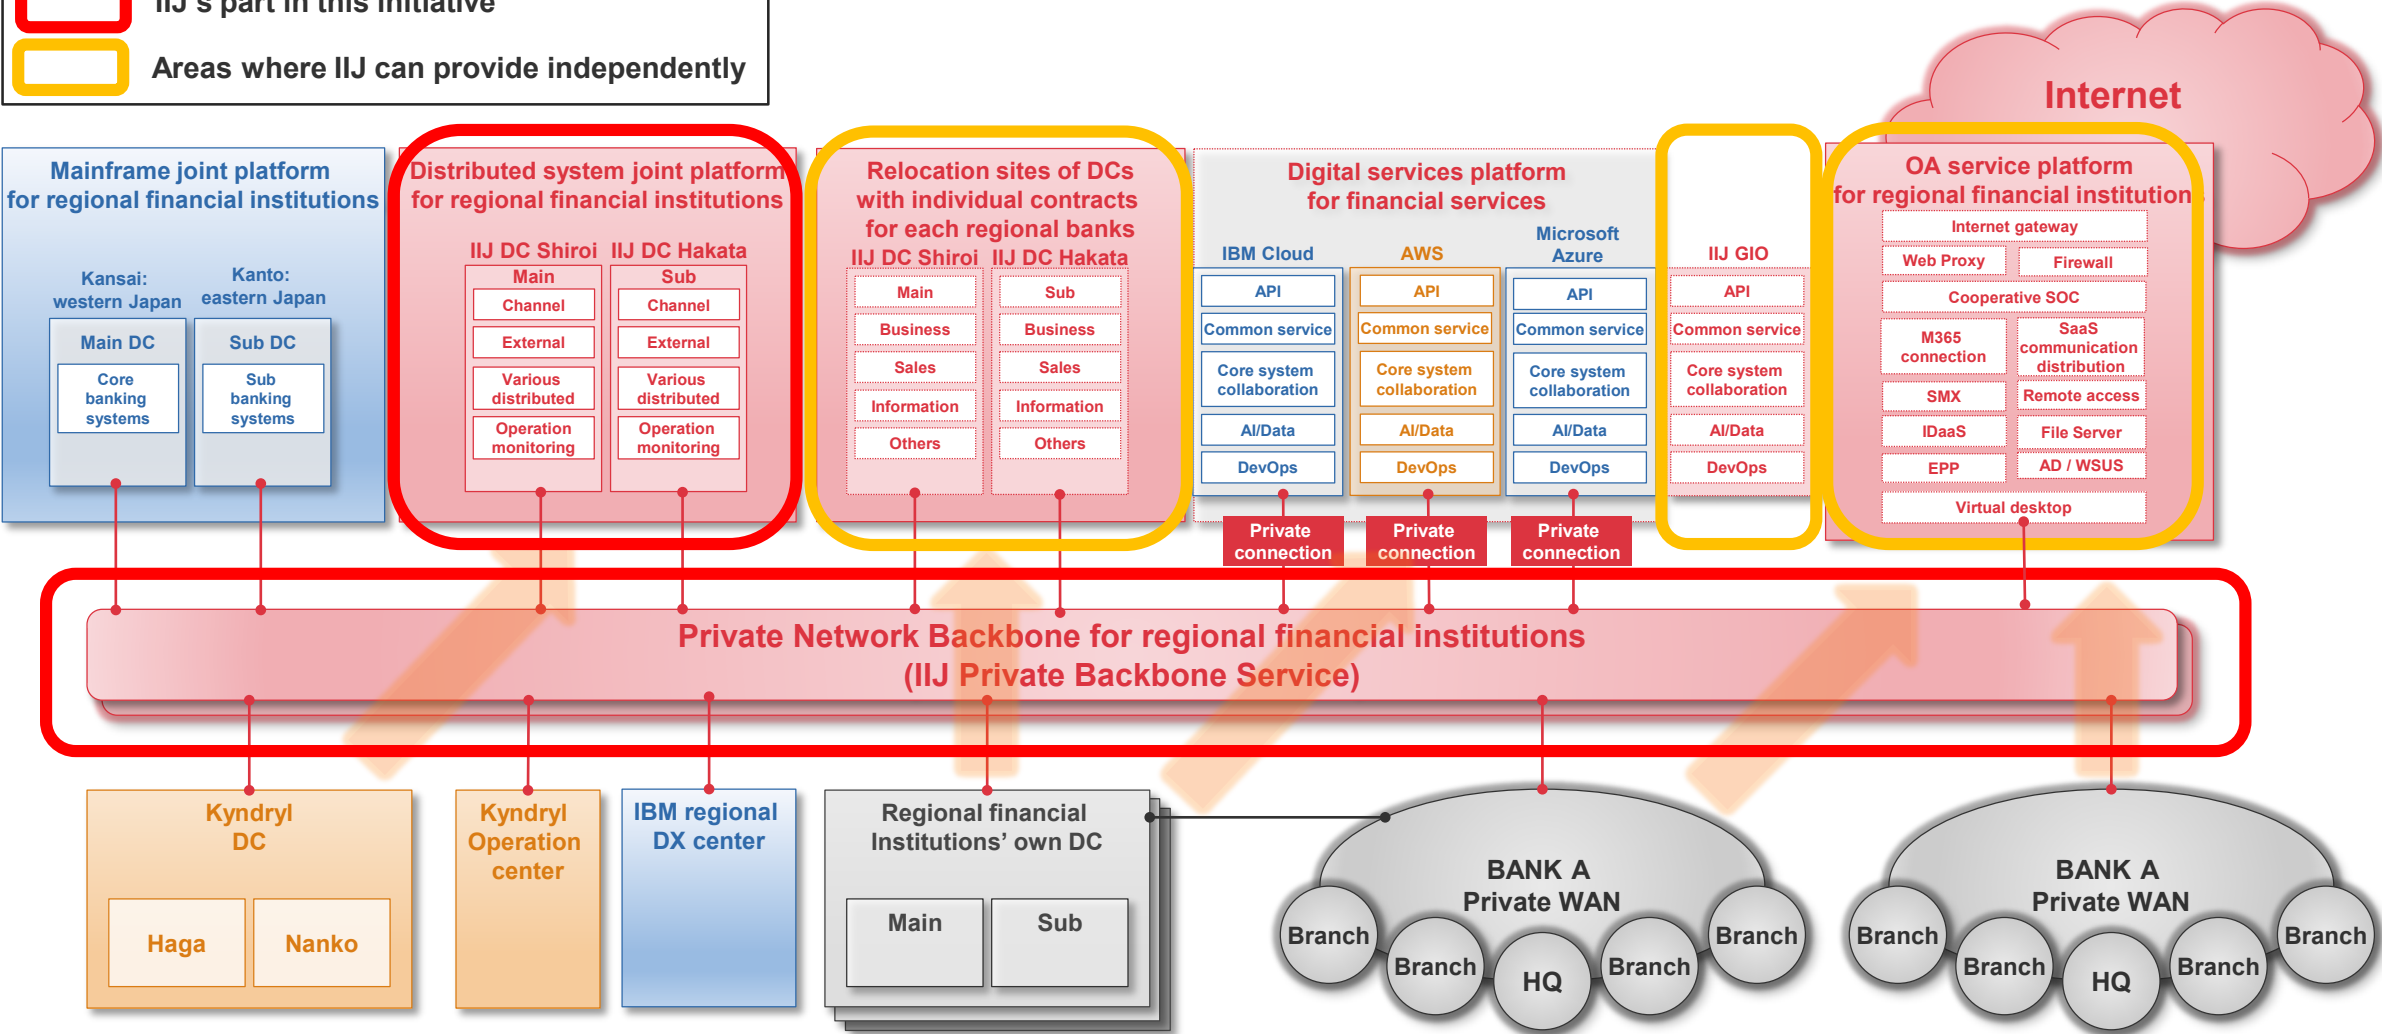 IIJ's part in this initiative
Areas where IIJ can provide independently
Internet
Mainframe joint platform
for regional financial institutions
Kansai:
western Japan
Kanto:
eastern Japan
Main DC
Core
banking
systems
Sub DC
Sub
banking
systems
Distributed system joint platform
for regional financial institutions
IIJ DC Shiroi
Main
Channel
External
Various
distributed
Operation
monitoring
IIJ DC Hakata
Sub
Channel
External
Various
distributed
Operation
monitoring
Relocation sites of DCs
with individual contracts
for each regional banks
IIJ DC Shiroi
Main
Business
Sales
Information
Others
IIJ DC Hakata
Sub
Business
Sales
Information
Others
Digital services platform
for financial services
IBM Cloud
API
Common service
Core system
collaboration
AI/Data
DevOps
AWS
API
Common service
Core system
collaboration
AI/Data
DevOps
Microsoft
Azure
API
Common service
Core system
collaboration
AI/Data
DevOps
IIJ GIO
API
Common service
Core system
collaboration
AI/Data
DevOps
OA service platform
for regional financial institutions
Internet gateway
Web Proxy
Firewall
Cooperative SOC
M365
connection
SaaS
communication
distribution
SMX
Remote access
IDaaS
File Server
EPP
AD / WSUS
Virtual desktop
Private
connection
Private
connection
Private
connection
Private Network Backbone for regional financial institutions
(IIJ Private Backbone Service)
Kyndryl
DC
Haga
Nanko
Kyndryl
Operation
center
IBM regional
DX center
Regional financial
Institutions’ own DC
Main
Sub
BANK A
Private WAN
Branch
Branch
HQ
Branch
Branch
BANK A
Private WAN
Branch
Branch
HQ
Branch
Branch